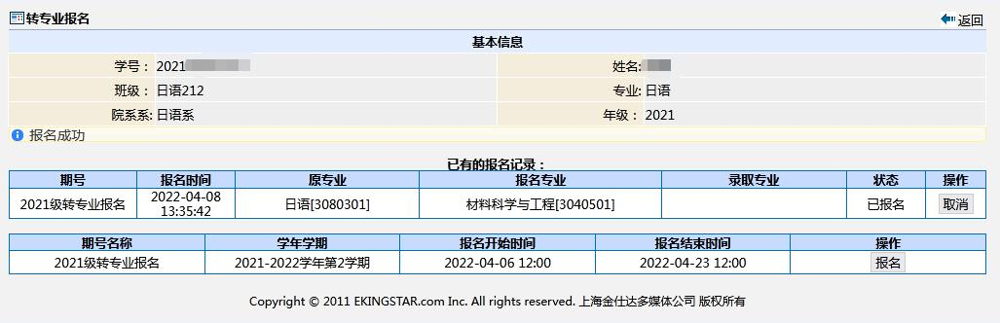 转专业报名 返回
基本信息
学号： 2021 姓名:
班级： 日语212 专业: 日语
院系系: 日语系 年级： 2021
报名成功
已有的报名记录：
期号 报名时间 原专业 报名专业 录取专业 状态 操作
2021级转专业报名 2022-04-08 13:35:42 日语[3080301] 材料科学与工程[3040501] 已报名 取消
期号名称 学年学期 报名开始时间 报名结束时间 操作
2021级转专业报名 2021-2022学年第2学期 2022-04-06 12:00 2022-04-23 12:00 报名
Copyright © 2011 EKINGSTAR.com Inc. All rights reserved. 上海金仕达多媒体公司 版权所有